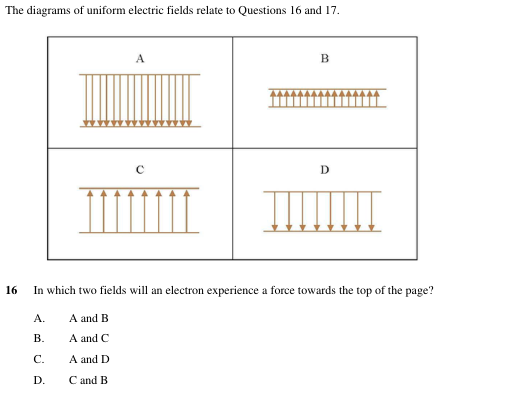 The diagrams of uniform electric fields relate to Questions 16 and 17.
A
B
C
D
16 In which two fields will an electron experience a force towards the top of the page?
A. A and B
B. A and C
C. A and D
D. C and B